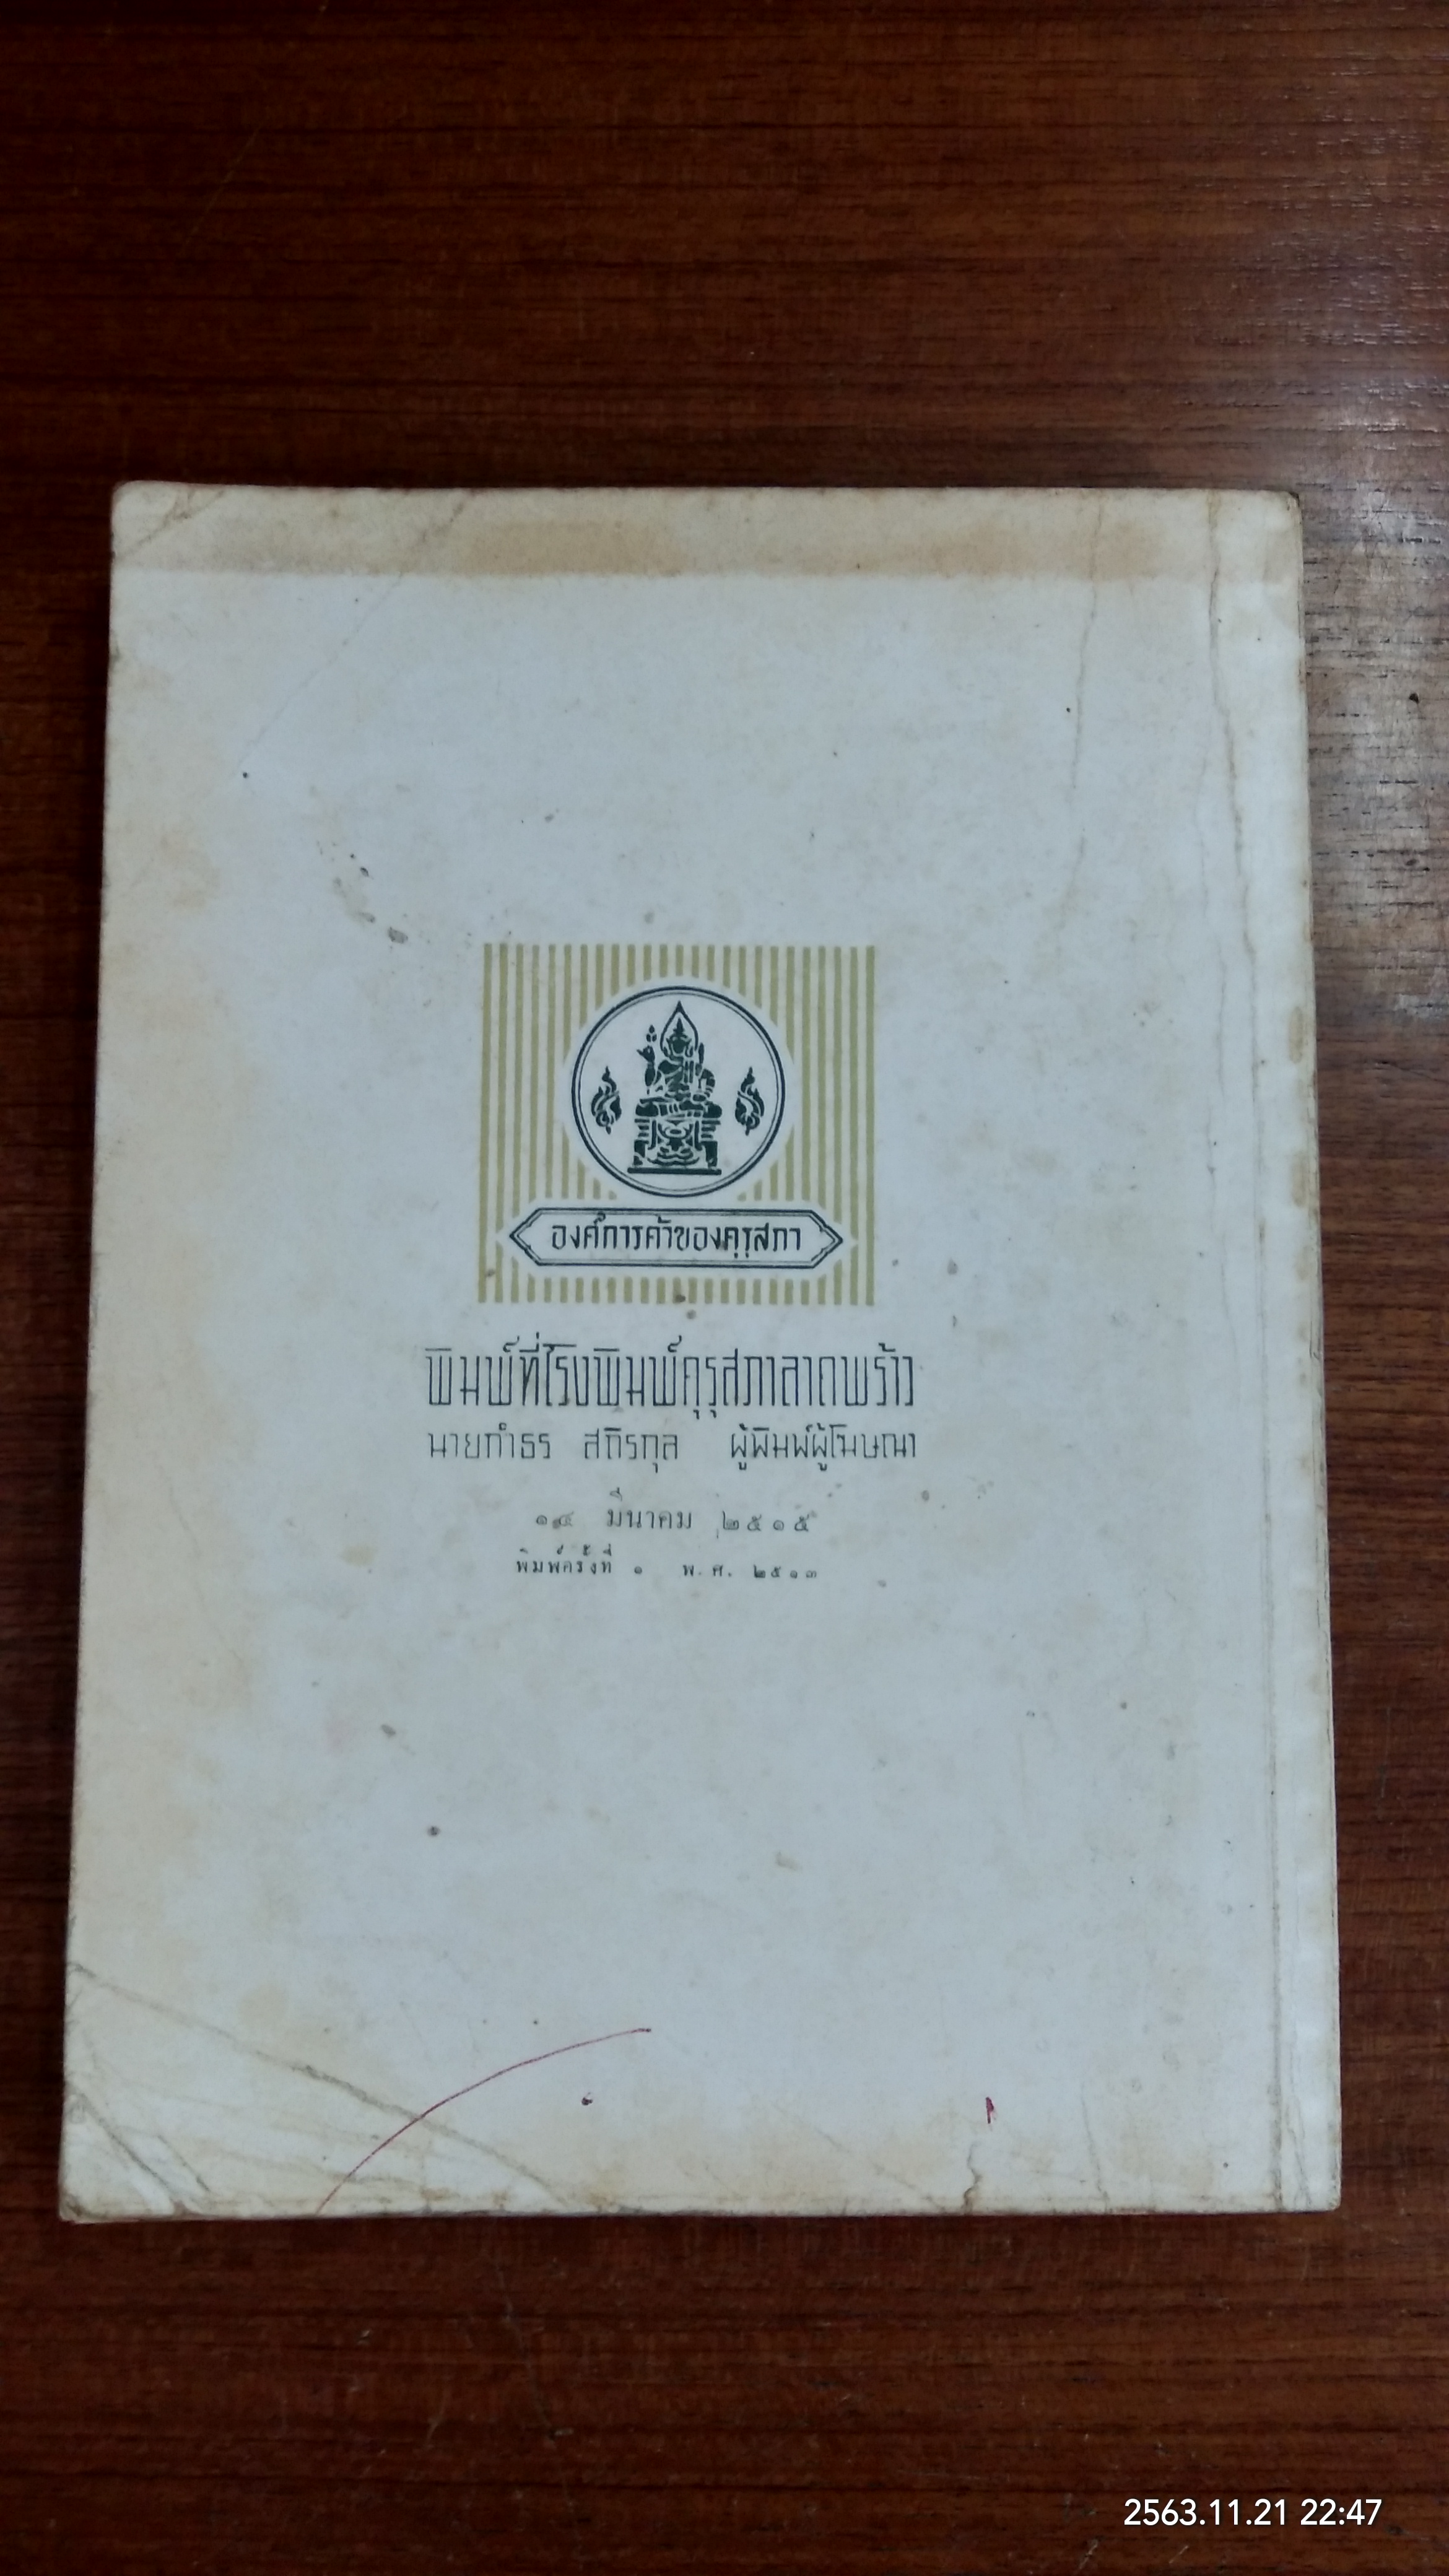 องค์การค้าของคุรุสภา
พิมพ์ที่โรงพิมพ์คุรุสภาลาดพร้าว
นายกำธร สถิรกุล ผู้พิมพ์ผู้โฆษณา
๑๔ มีนาคม ๒๕๑๕
พิมพ์ครั้งที่ ๑ พ.ศ. ๒๕๑๓
2563.11.21 22:47